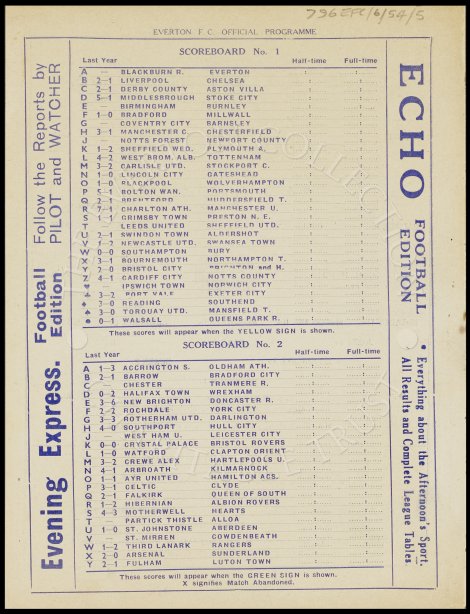 796 EFC/6/54/5
EVERTON F.C. OFFICIAL PROGRAMME
Evening Express. Football Edition
Follow the Reports by PILOT and WATCHER
SCOREBOARD No. 1
Last Year Half-time Full-time
A — BLACKBURN R. EVERTON
B 2—1 LIVERPOOL CHELSEA
C 2—1 DERBY COUNTY ASTON VILLA
D 5—1 MIDDLESBROUGH STOKE CITY
E — BIRMINGHAM BURNLEY
F 1—0 BRADFORD MILLWALL
G — COVENTRY CITY BARNSLEY
H 3—1 MANCHESTER C. CHESTERFIELD
J — NOTTS FOREST NEWPORT COUNTY
K 1—2 SHEFFIELD WED. PLYMOUTH A.
L 4—2 WEST BROM. ALB. TOTTENHAM
M 3—2 CARLISLE UTD. STOCKPORT C.
N 1—0 LINCOLN CITY GATESHEAD
O 1—0 BLACKPOOL WOLVERHAMPTON
P 5—1 BOLTON WAN. PORTSMOUTH
Q 2—1 BRENTFORD HUDDERSFIELD T.
R 7—1 CHARLTON ATH. MANCHESTER U.
S 1—1 GRIMSBY TOWN PRESTON N.E.
T — LEEDS UNITED SHEFFIELD UTD.
U 2—1 SWINDON TOWN ALDERSHOT
V 1—2 NEWCASTLE UTD. SWANSEA TOWN
W 0—0 SOUTHAMPTON BURY
X 3—1 BOURNEMOUTH NORTHAMPTON T.
Y 2—0 BRISTOL CITY BRIGHTON and H.
Z 4—1 CARDIFF CITY NOTTS COUNTY
IPSWICH TOWN NORWICH CITY
♣ 3—2 PORT VALE EXETER CITY
♠ 3—0 READING SOUTHEND
♠ 3—0 TORQUAY UTD. MANSFIELD T.
● 0—1 WALSALL QUEENS PARK R.
These scores will appear when the YELLOW SIGN is shown.
SCOREBOARD No. 2
Last Year Half-time Full-time
A 1—3 ACCRINGTON S. OLDHAM ATH.
B 2—1 BARROW BRADFORD CITY
C — CHESTER TRANMERE R.
D 0—2 HALIFAX TOWN WREXHAM
E 3—6 NEW BRIGHTON DONCASTER R.
F 2—2 ROCHDALE YORK CITY
G 3—3 ROTHERHAM UTD. DARLINGTON
H 4—0 SOUTHPORT HULL CITY
J WEST HAM U. LEICESTER CITY
K 0—0 CRYSTAL PALACE BRISTOL ROVERS
L 1—0 WATFORD CLAPTON ORIENT
M 3—2 CREWE ALEX HARTLEPOOLS U.
N 4—1 ARBROATH KILMARNOCK
O 1—1 AYR UNITED HAMILTON ACS.
P 3—1 CELTIC CLYDE
Q 2—1 FALKIRK QUEEN OF SOUTH
R 1—2 HIBERNIAN ALBION ROVERS
S 4—3 MOTHERWELL HEARTS
T PARTICK THISTLE ALLOA
U 1—0 ST. JOHNSTONE ABERDEEN
V — ST. MIRREN COWDENBEATH
W 1—2 THIRD LANARK RANGERS
X 2—0 ARSENAL SUNDERLAND
Y 2—1 FULHAM LUTON TOWN
These scores will appear when the GREEN SIGN is shown.
X signifies Match Abandoned.
ECHO FOOTBALL EDITION
● Everything about the Afternoon's Sport.
All Results and Complete League Tables